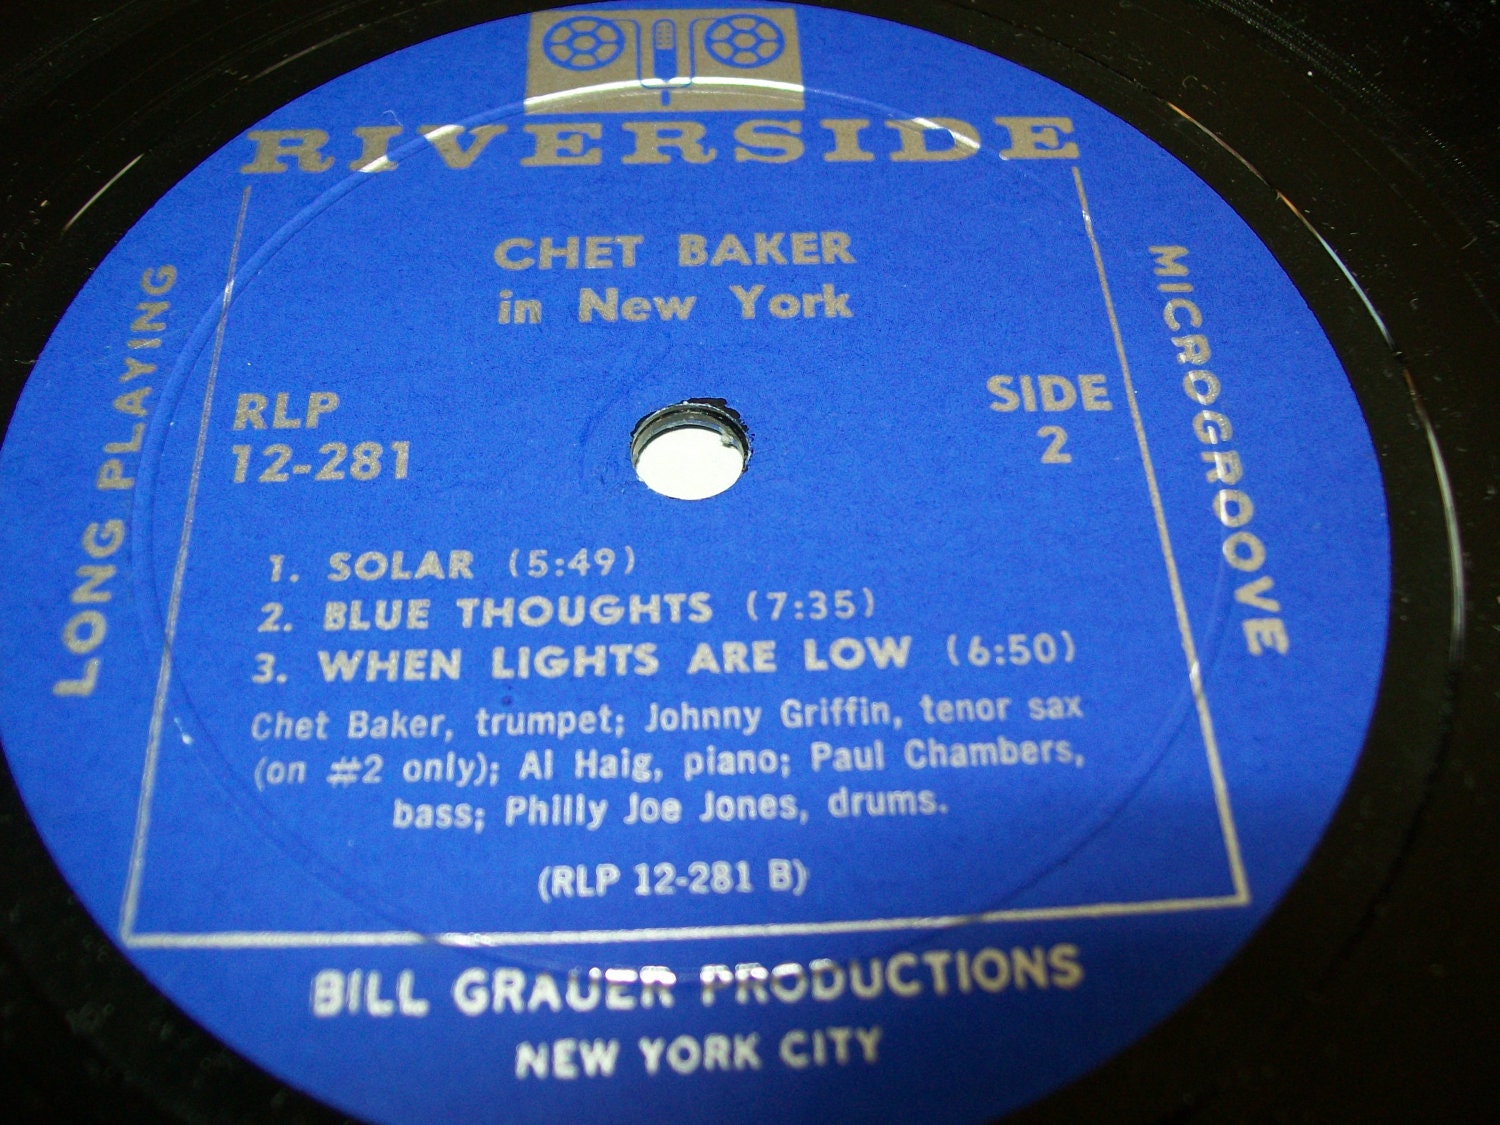 RIVERSIDE
CHET BAKER
in New York
LONG PLAYING
MICROGROOVE
RLP
12-281
SIDE
2
1. SOLAR (5:49)
2. BLUE THOUGHTS (7:35)
3. WHEN LIGHTS ARE LOW (6:50)
Chet Baker, trumpet; Johnny Griffin, tenor sax
(on #2 only); Al Haig, piano; Paul Chambers,
bass; Philly Joe Jones, drums.
(RLP 12-281 B)
BILL GRAUER PRODUCTIONS
NEW YORK CITY